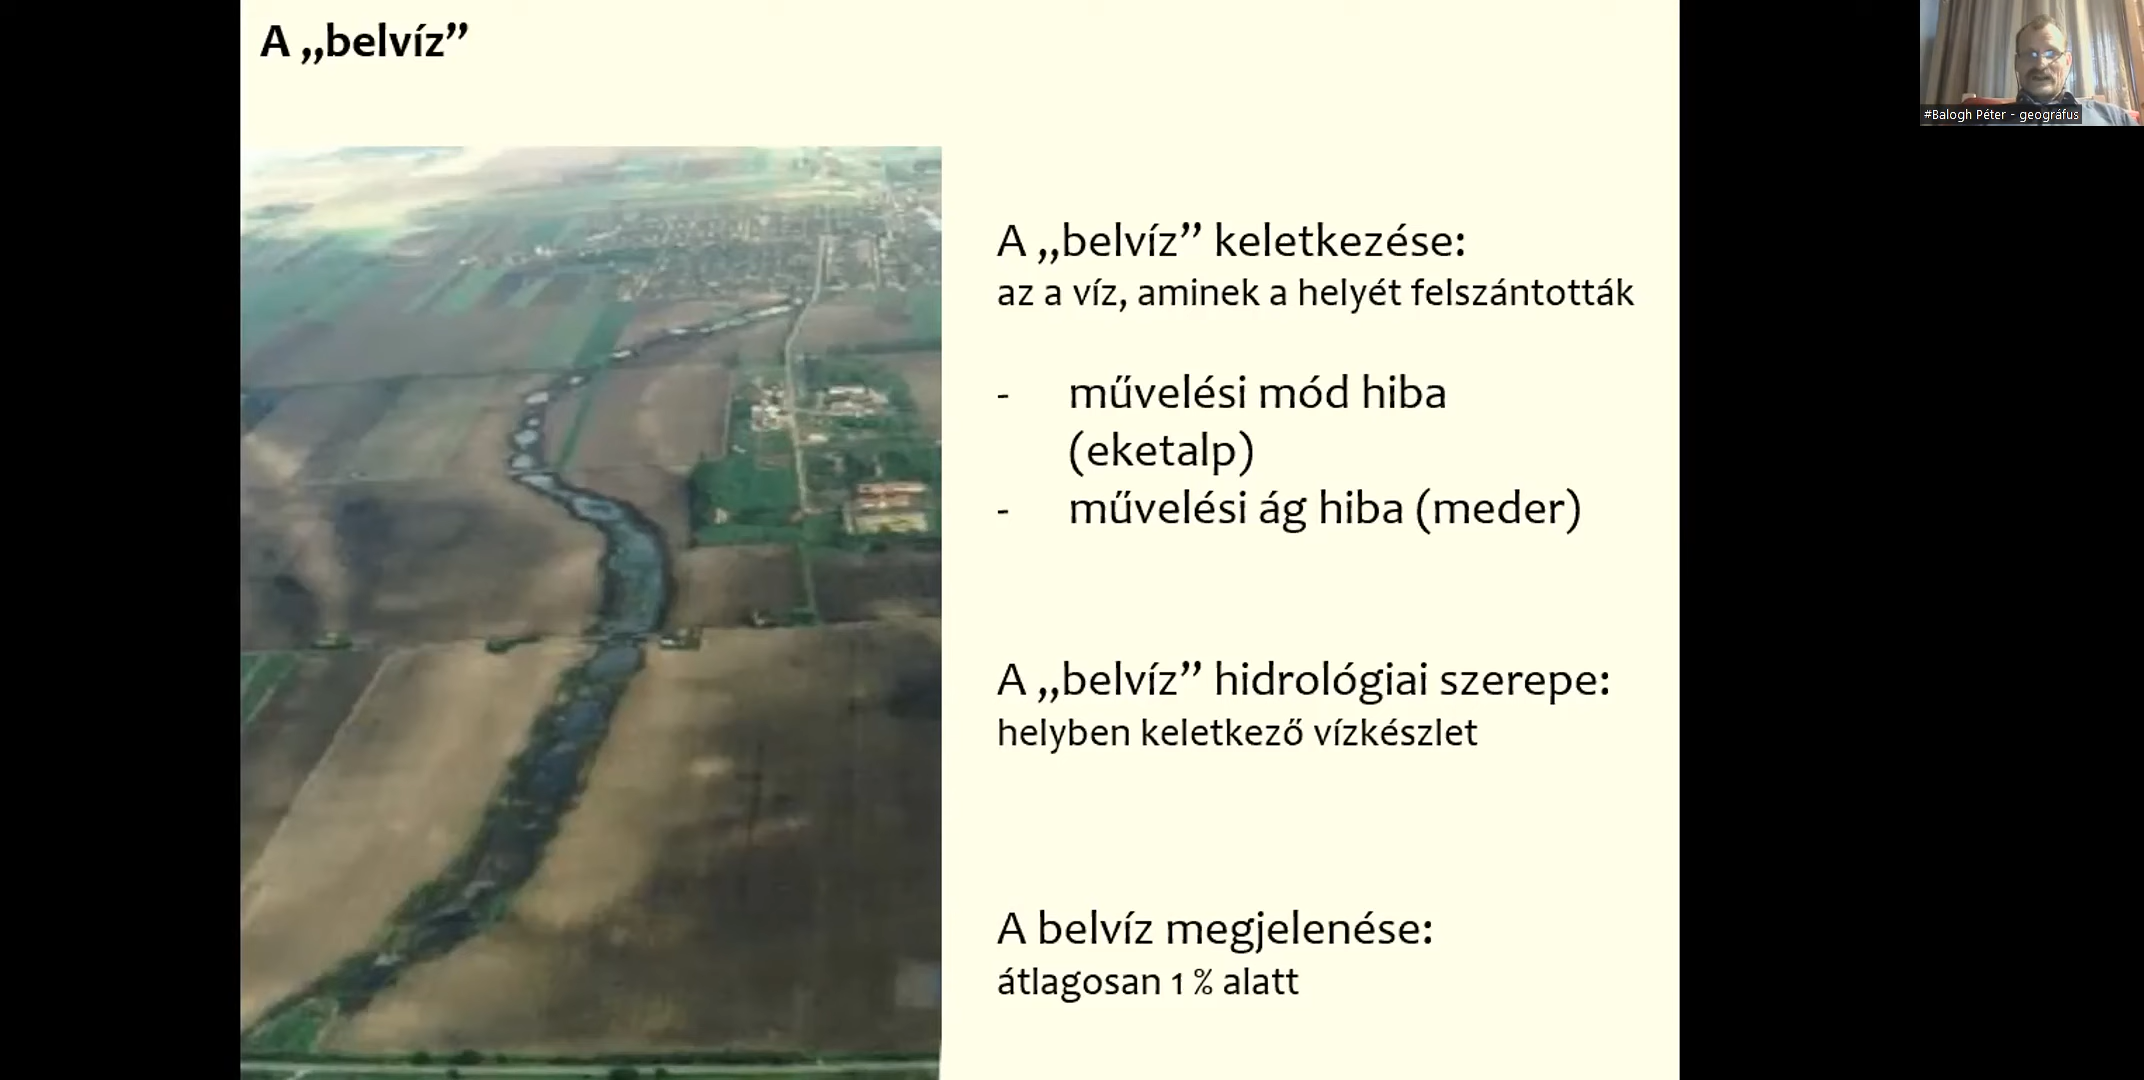 A „belvíz”
#Balogh Péter - geográfus
A „belvíz” keletkezése:
az a víz, aminek a helyét felszántották
- művelési mód hiba
(eketalp)
- művelési ág hiba (meder)
A „belvíz” hidrológiai szerepe:
helyben keletkező vízkészlet
A belvíz megjelenése:
átlagosan 1 % alatt